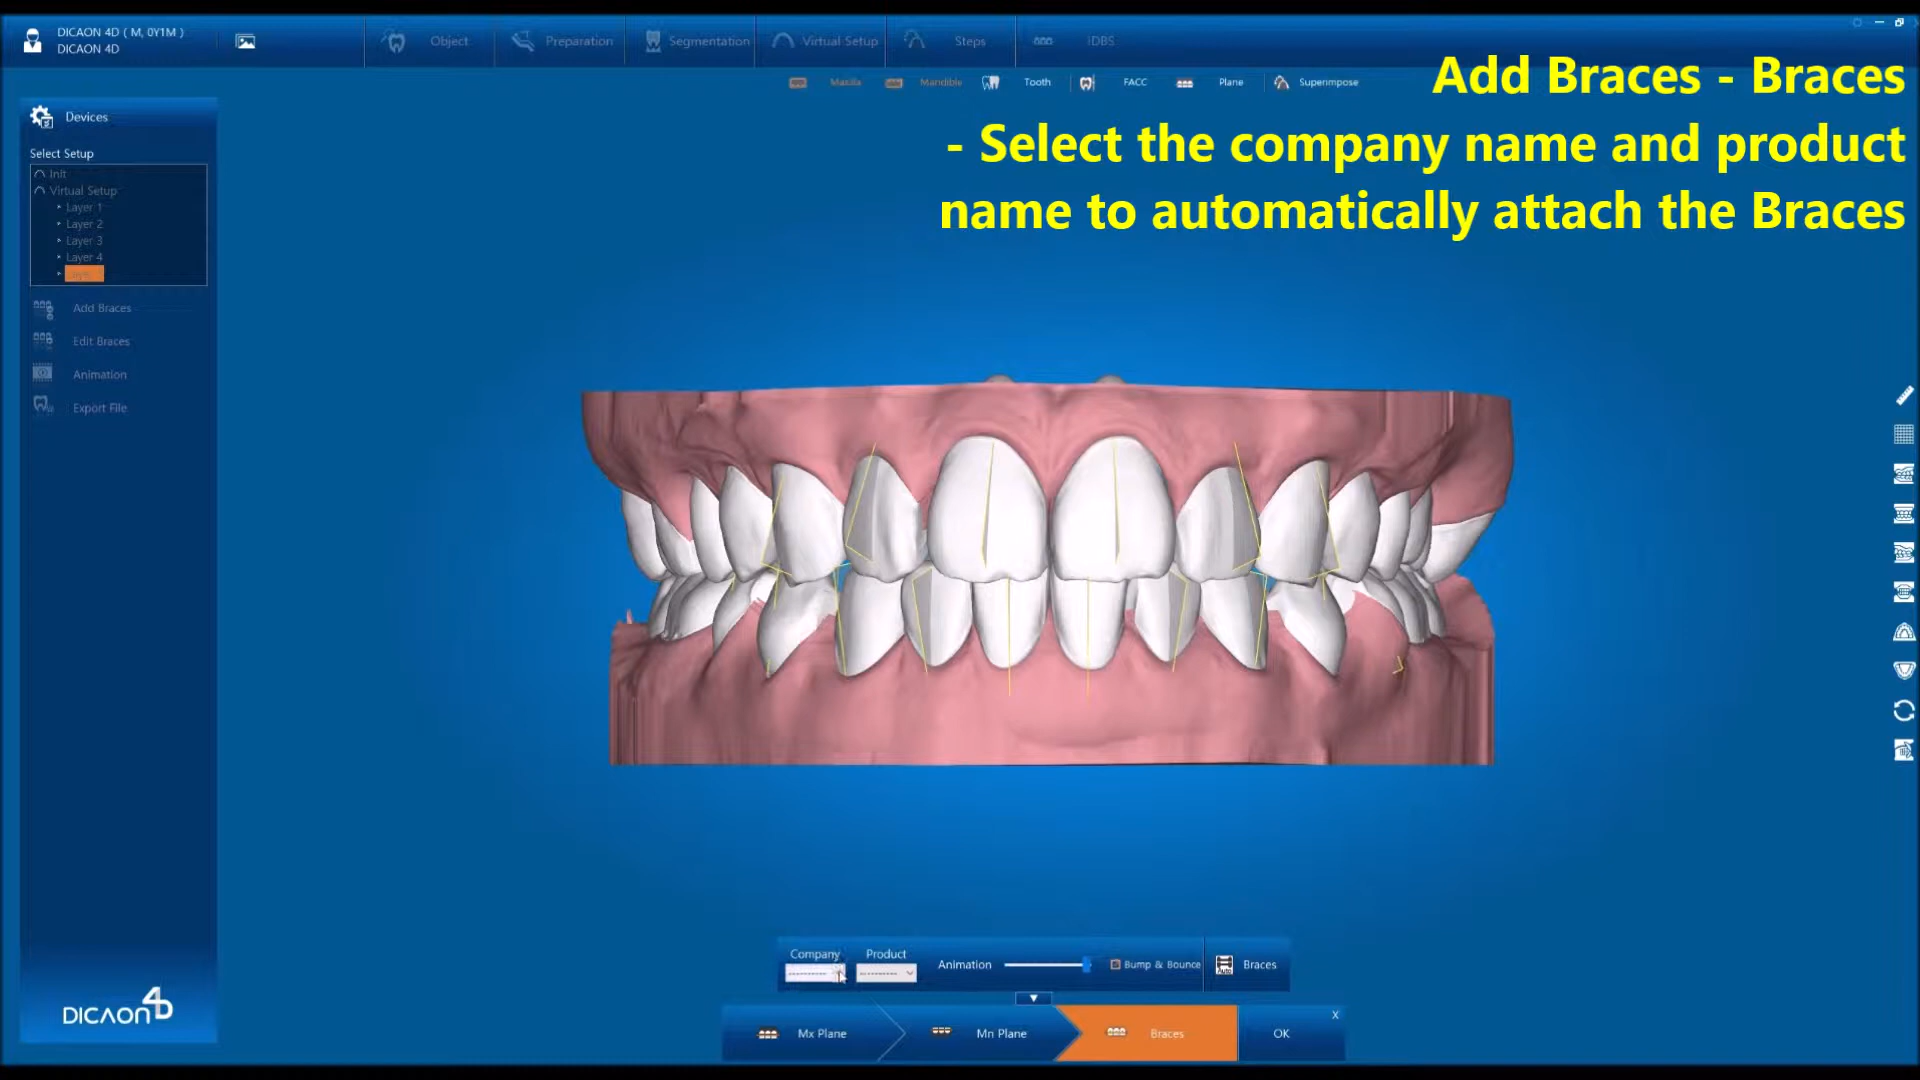 DICAON 4D ( M, 0Y1M )
DICAON 4D
Object
Preparation
Segmentation
Virtual Setup
Steps
iDBS
Maxilla
Mandible
Tooth
FACC
Plane
Superimpose
Add Braces - Braces
- Select the company name and product
name to automatically attach the Braces
Devices
Select Setup
Init
Virtual Setup
Layer 1
Layer 2
Layer 3
Layer 4
Add Braces
Edit Braces
Animation
Export File
Company
Product
Animation
Bump & Bounce
Auto
Braces
Mx Plane
Mn Plane
Braces
OK
X
DICAON 4D